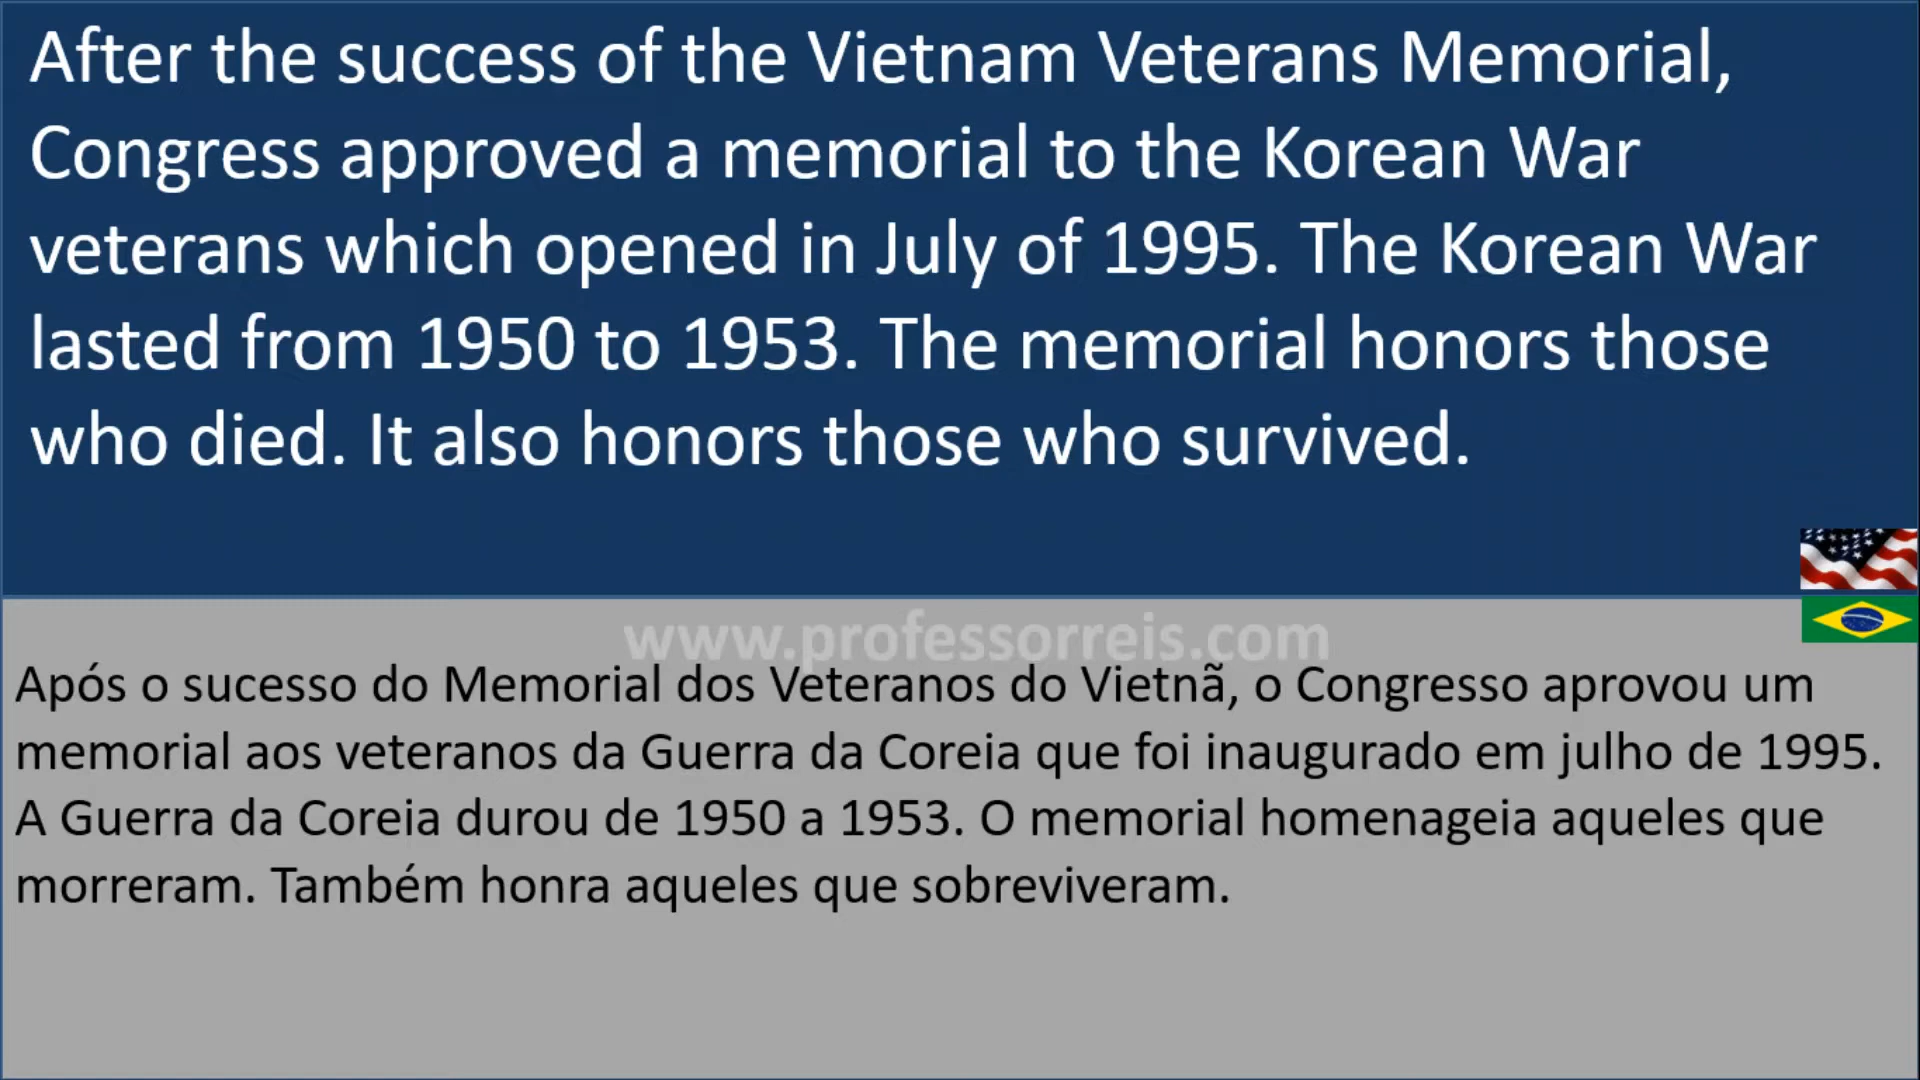 After the success of the Vietnam Veterans Memorial,
Congress approved a memorial to the Korean War
veterans which opened in July of 1995. The Korean War
lasted from 1950 to 1953. The memorial honors those
who died. It also honors those who survived.
www.professorreis.com
Após o sucesso do Memorial dos Veteranos do Vietnã, o Congresso aprovou um
memorial aos veteranos da Guerra da Coreia que foi inaugurado em julho de 1995.
A Guerra da Coreia durou de 1950 a 1953. O memorial homenageia aqueles que
morreram. Também honra aqueles que sobreviveram.